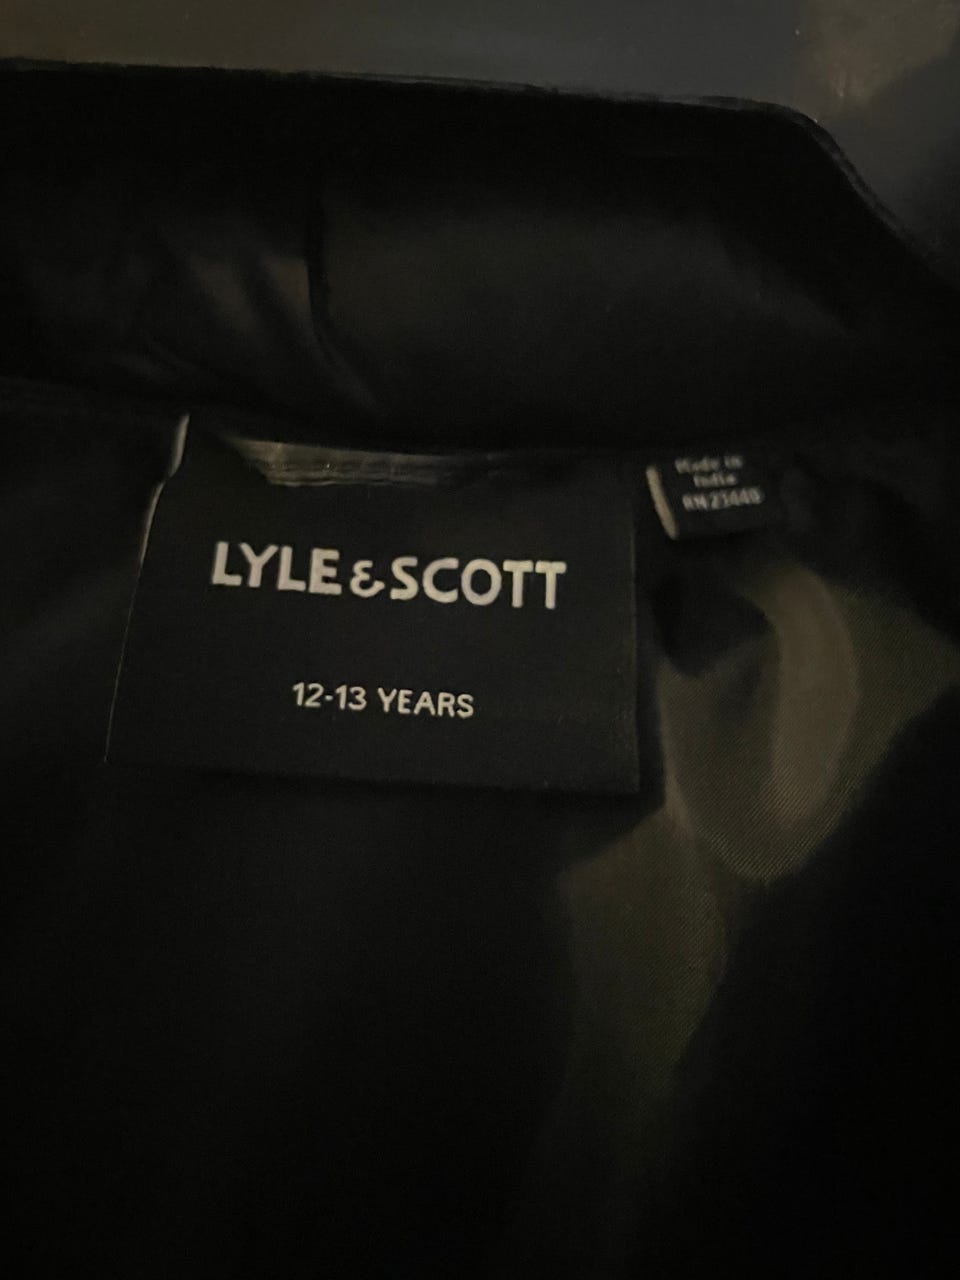 LYLE & SCOTT
12-13 YEARS
Made in
India